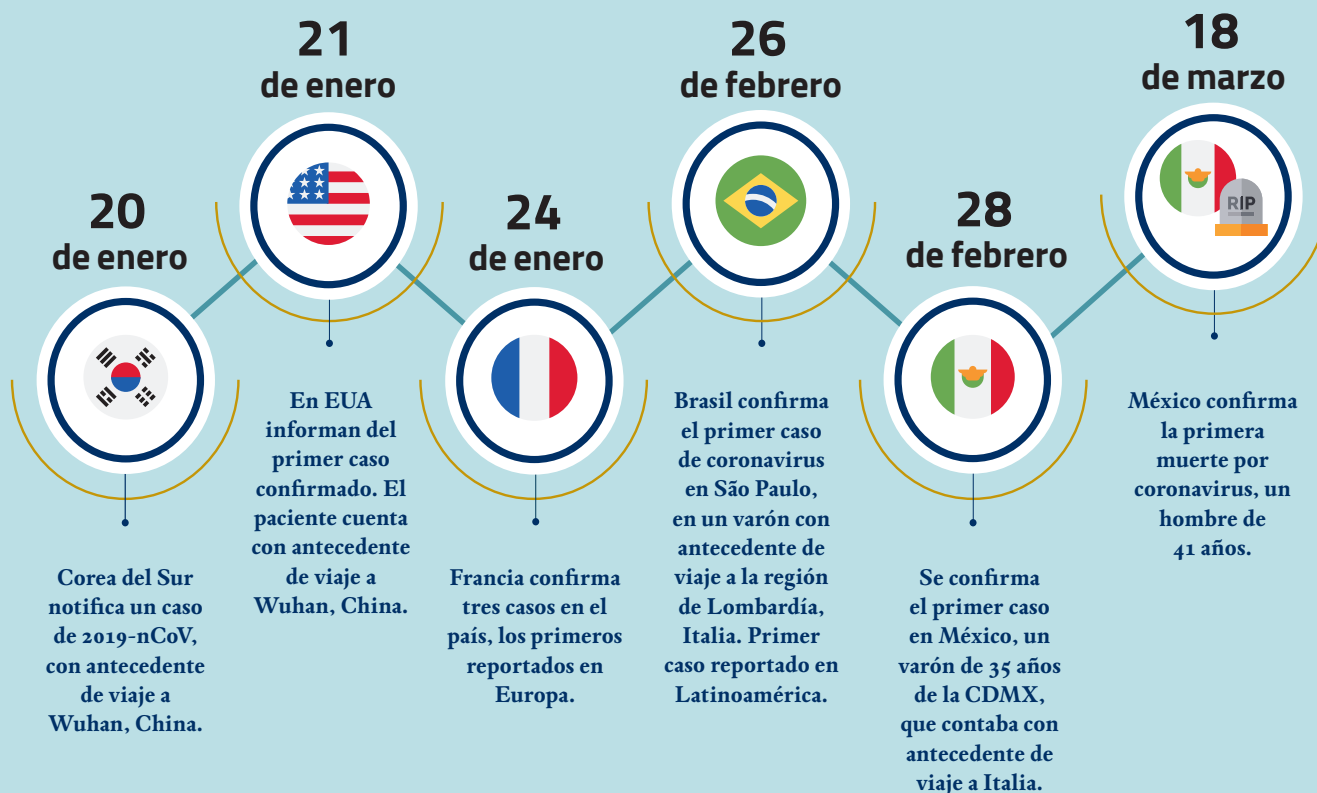 20
de enero
Corea del Sur
notifica un caso
de 2019-nCoV,
con antecedente
de viaje a
Wuhan, China.
21
de enero
En EUA
informan del
primer caso
confirmado. El
paciente cuenta
con antecedente
de viaje a
Wuhan, China.
24
de enero
Francia confirma
tres casos en el
país, los primeros
reportados en
Europa.
26
de febrero
Brasil confirma
el primer caso
de coronavirus
en São Paulo,
en un varón con
antecedente de
viaje a la región
de Lombardía,
Italia. Primer
caso reportado en
Latinoamérica.
28
de febrero
Se confirma
el primer caso
en México, un
varón de 35 años
de la CDMX,
que contaba con
antecedente de
viaje a Italia.
18
de marzo
RIP
México confirma
la primera
muerte por
coronavirus, un
hombre de
41 años.